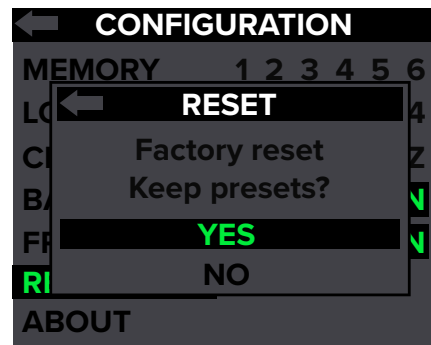 CONFIGURATION
MEMORY 1 2 3 4 5 6
RESET
Factory reset
Keep presets?
YES
NO
ABOUT